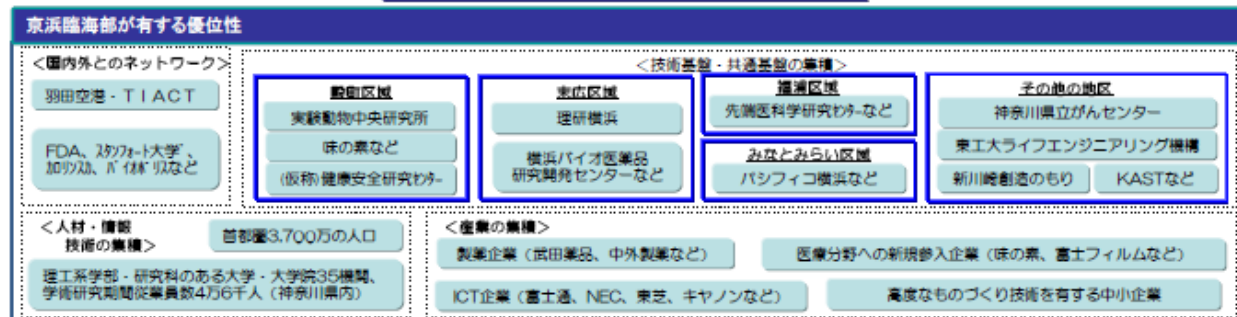 京浜臨海部が有する優位性
<国内外とのネットワーク>
羽田空港・TIACT
FDA、スタンフォート大学、
カロリンスカ、バイオポリスなど
<技術基盤・共通基盤の集積>
殿町区域
実験動物中央研究所
味の素など
(仮称)健康安全研究センター
末広区域
理研横浜
横浜バイオ医薬品
研究開発センターなど
福浦区域
先端医科学研究センターなど
みなとみらい区域
パシフィコ横浜など
その他の地区
神奈川県立がんセンター
東工大ライフエンジニアリング機構
新川崎創造のもり
KASTなど
<人材・情報
技術の集積>
首都圏3.700万の人口
理工系学部・研究科のある大学・大学院35機関、
学術研究期間従業員数4万6千人(神奈川県内)
<産業の集積>
製薬企業(武田薬品、中外製薬など)
医療分野への新規参入企業(味の素、富士フィルムなど)
ICT企業(富士通、NEC、東芝、キヤノンなど)
高度なものづくり技術を有する中小企業